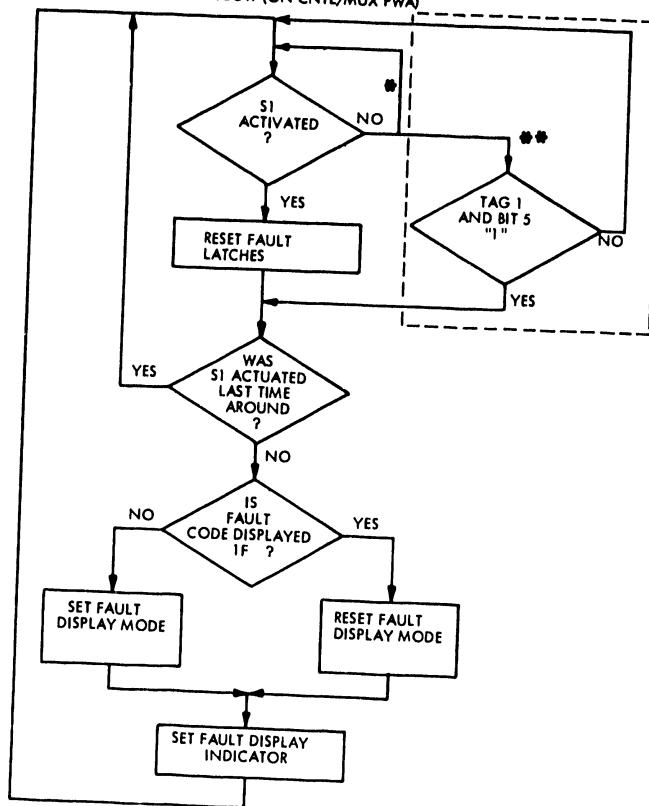 (ON CNTL/MUX PWA)
*
S1
ACTIVATED
?
NO
**
YES
TAG 1
AND BIT 5
"1"
NO
RESET FAULT
LATCHES
YES
WAS
S1 ACTUATED
LAST TIME
AROUND
?
YES
NO
IS
FAULT
CODE DISPLAYED
1F ?
NO
YES
SET FAULT
DISPLAY MODE
RESET FAULT
DISPLAY MODE
SET FAULT DISPLAY
INDICATOR